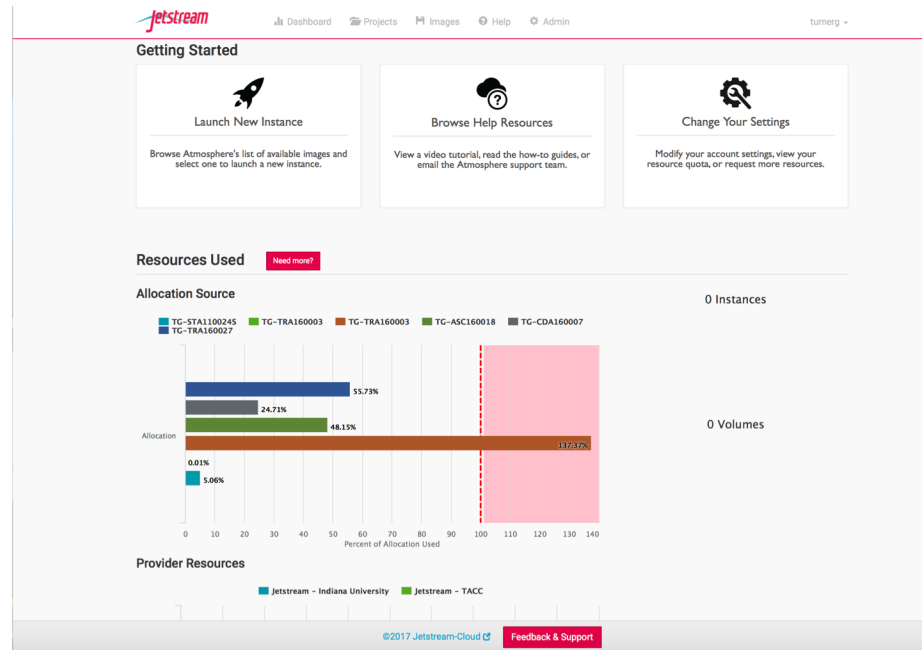 Jetstream
Dashboard Projects Images Help Admin turnerg
Getting Started
Launch New Instance
Browse Atmosphere's list of available images and
select one to launch a new instance.
Browse Help Resources
View a video tutorial, read the how-to guides, or
email the Atmosphere support team.
Change Your Settings
Modify your account settings, view your
resource quota, or request more resources.
Resources Used Need more?
Allocation Source
TG-STA110024S TG-TRA160003 TG-TRA160003 TG-ASC160018 TG-CDA160007
TG-TRA160027
55.73%
24.71%
48.15%
Allocation
137.37%
0.01%
5.06%
0 10 20 30 40 50 60 70 80 90 100 110 120 130 140
Percent of Allocation Used
0 Instances
0 Volumes
Provider Resources
Jetstream - Indiana University Jetstream - TACC
©2017 Jetstream-Cloud Feedback & Support